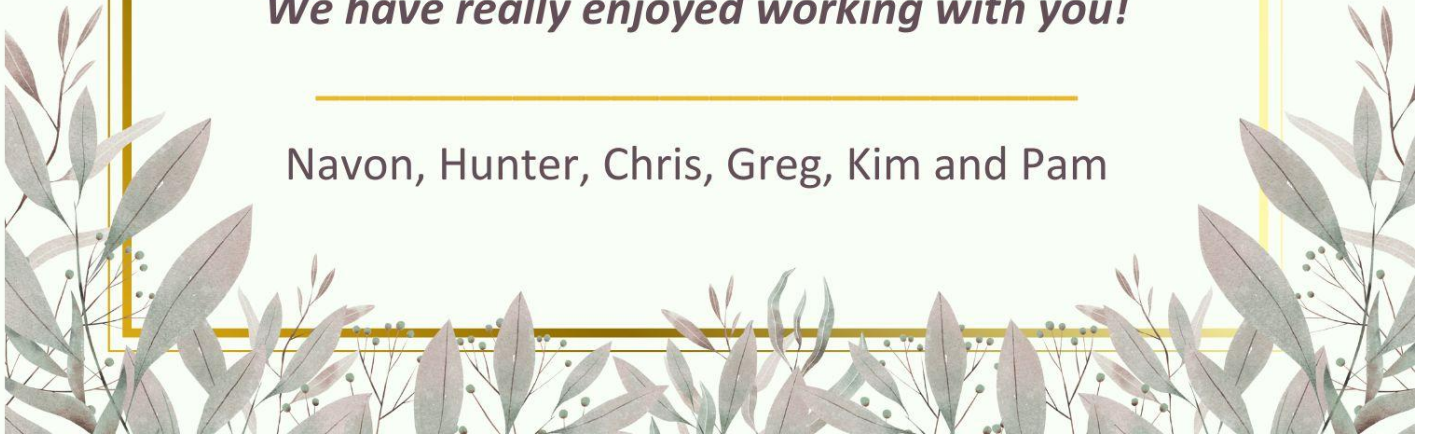 We have really enjoyed working with you!
Navon, Hunter, Chris, Greg, Kim and Pam